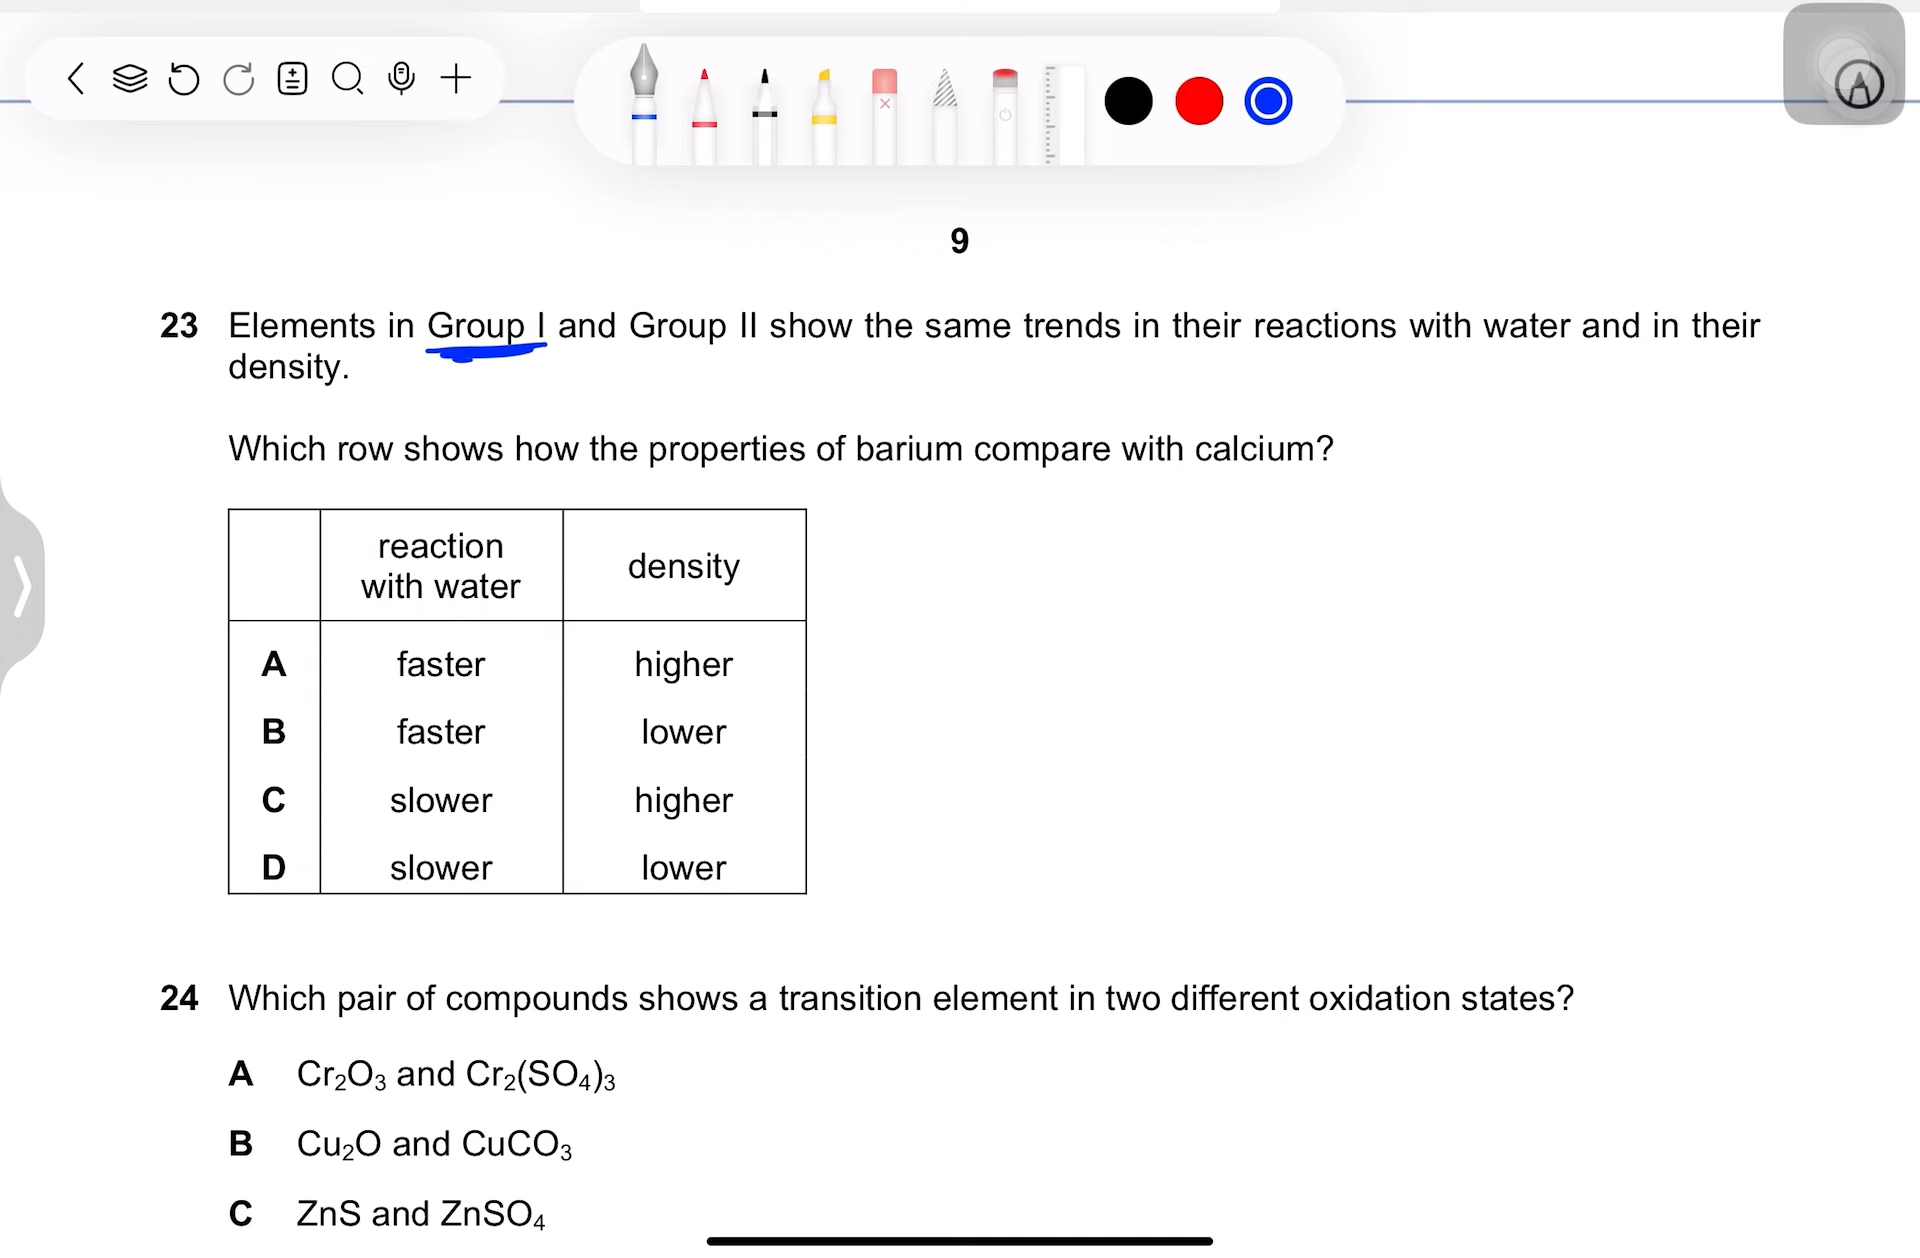 9
23 Elements in Group I and Group II show the same trends in their reactions with water and in their
density.
Which row shows how the properties of barium compare with calcium?
reaction
with water
density
A faster higher
B faster lower
C slower higher
D slower lower
24 Which pair of compounds shows a transition element in two different oxidation states?
A Cr₂O₃ and Cr₂(SO₄)₃
B Cu₂O and CuCO₃
C ZnS and ZnSO₄